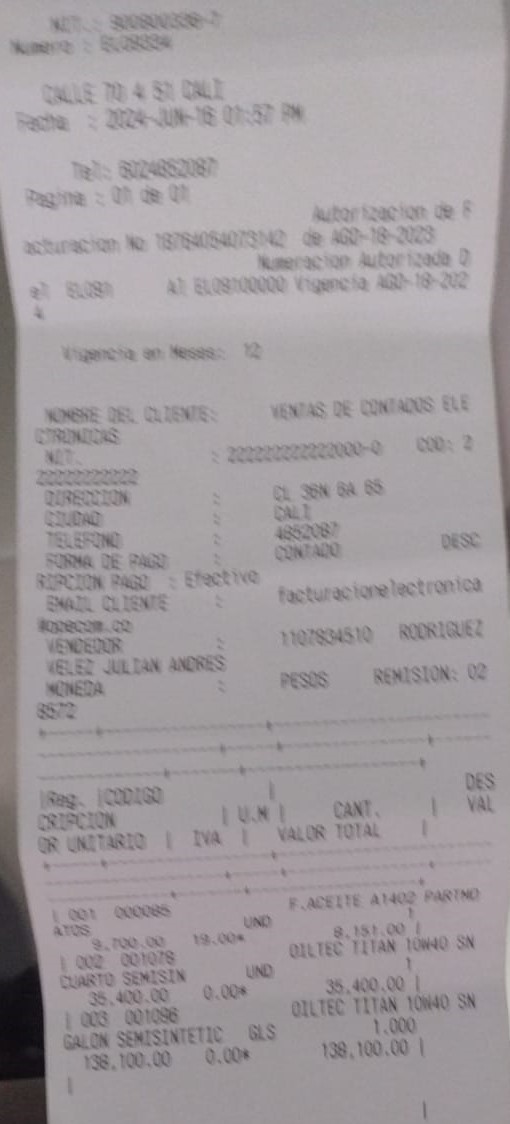 NIT.: 900800338-7
Numero : EL09334
CALLE 70 4 51 CALI
Fecha : 2024-JUN-16 01:57 PM
Tel: 6024852087
Pagina : 01 de 01
Autorizacion de F
acturacion No 18764054073142 de AGO-18-2023
Numeracion Autorizada D
el EL091 Al EL09100000 Vigencia AGO-18-202
4
Vigencia en Meses: 12
NOMBRE DEL CLIENTE: VENTAS DE CONTADOS ELE
CTRONICAS
NIT. : 222222222222000-0 COD: 2
22222222222
DIRECCION : CL 36N 6A 65
CIUDAD : CALI
TELEFONO : 4852087
FORMA DE PAGO : CONTADO DESC
RIPCION PAGO : Efectivo
EMAIL CLIENTE : facturacionelectronica
VENDEDOR : 1107834510 RODRIGUEZ
VELEZ JULIAN ANDRES
MONEDA : PESOS REMISION: 02
8572
|Reg. |CODIGO | DES
CRIPCION | U.M | CANT. | VAL
OR UNITARIO | IVA | VALOR TOTAL |
| 001 000085 F.ACEITE A1402 PARTMO
ATOS UND 1
9,700.00 19.00* 8,151.00 |
| 002 001078 OILTEC TITAN 10W40 SN
CUARTO SEMISIN UND 1
35,400.00 0.00* 35,400.00 |
| 003 001096 OILTEC TITAN 10W40 SN
GALON SEMISINTETIC GLS 1.000
138,100.00 0.00* 138,100.00 |
|
|